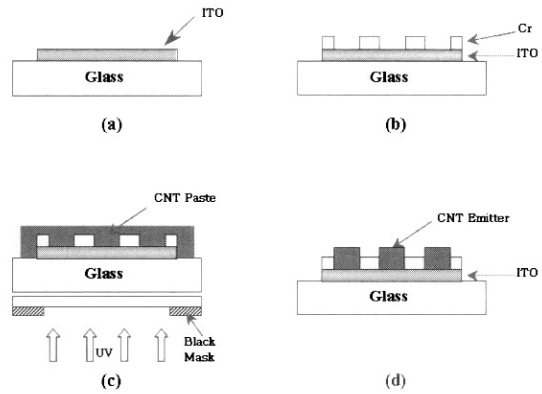 ITO
Glass
(a)
Cr
ITO
Glass
(b)
CNT Paste
Glass
UV
Black
Mask
(c)
CNT Emitter
ITO
Glass
(d)